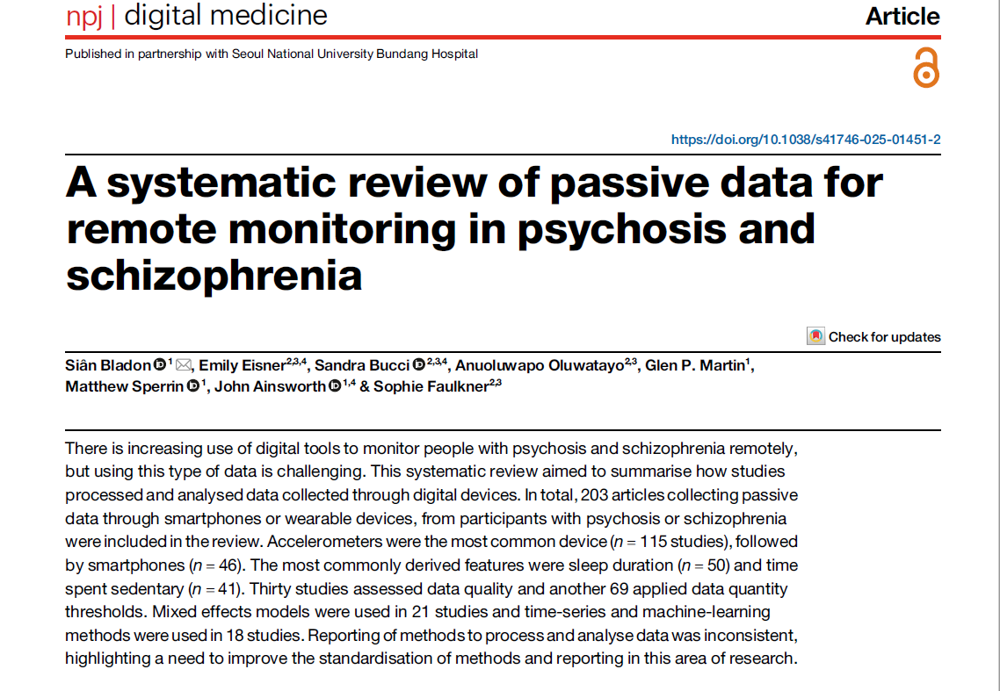 npj | digital medicine
Article
Published in partnership with Seoul National University Bundang Hospital
https://doi.org/10.1038/s41746-025-01451-2
A systematic review of passive data for
remote monitoring in psychosis and
schizophrenia
Check for updates
Siân Bladon iD 1 ✉, Emily Eisner2,3,4, Sandra Bucci iD 2,3,4, Anuoluwapo Oluwatayo2,3, Glen P. Martin1,
Matthew Sperrin iD 1, John Ainsworth iD 1,4 & Sophie Faulkner2,3
There is increasing use of digital tools to monitor people with psychosis and schizophrenia remotely,
but using this type of data is challenging. This systematic review aimed to summarise how studies
processed and analysed data collected through digital devices. In total, 203 articles collecting passive
data through smartphones or wearable devices, from participants with psychosis or schizophrenia
were included in the review. Accelerometers were the most common device (n = 115 studies), followed
by smartphones (n = 46). The most commonly derived features were sleep duration (n = 50) and time
spent sedentary (n = 41). Thirty studies assessed data quality and another 69 applied data quantity
thresholds. Mixed effects models were used in 21 studies and time-series and machine-learning
methods were used in 18 studies. Reporting of methods to process and analyse data was inconsistent,
highlighting a need to improve the standardisation of methods and reporting in this area of research.